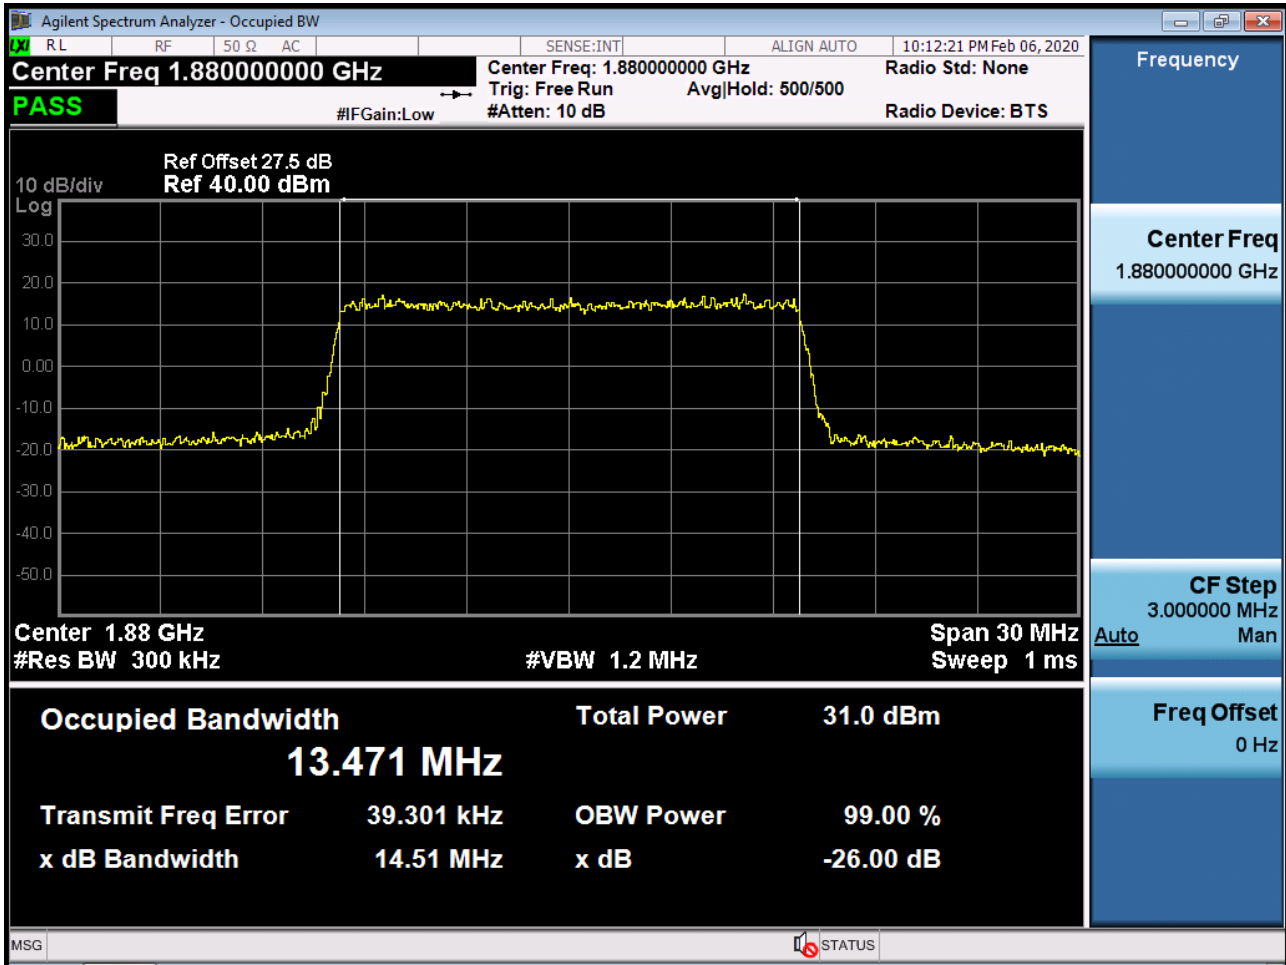 Agilent Spectrum Analyzer - Occupied BW
LXI RL RF 50 Ω AC SENSE:INT ALIGN AUTO 10:12:21 PM Feb 06, 2020
Center Freq 1.880000000 GHz
Center Freq: 1.880000000 GHz
Radio Std: None
Trig: Free Run Avg|Hold: 500/500
PASS
#IFGain:Low
#Atten: 10 dB
Radio Device: BTS
Ref Offset 27.5 dB
10 dB/div Ref 40.00 dBm
Log
30.0
20.0
10.0
0.00
-10.0
-20.0
-30.0
-40.0
-50.0
Center 1.88 GHz Span 30 MHz
#Res BW 300 kHz #VBW 1.2 MHz Sweep 1 ms
Occupied Bandwidth Total Power 31.0 dBm
13.471 MHz
Transmit Freq Error 39.301 kHz OBW Power 99.00 %
x dB Bandwidth 14.51 MHz x dB -26.00 dB
MSG STATUS
Frequency
Center Freq
1.880000000 GHz
CF Step
3.000000 MHz
Auto Man
Freq Offset
0 Hz